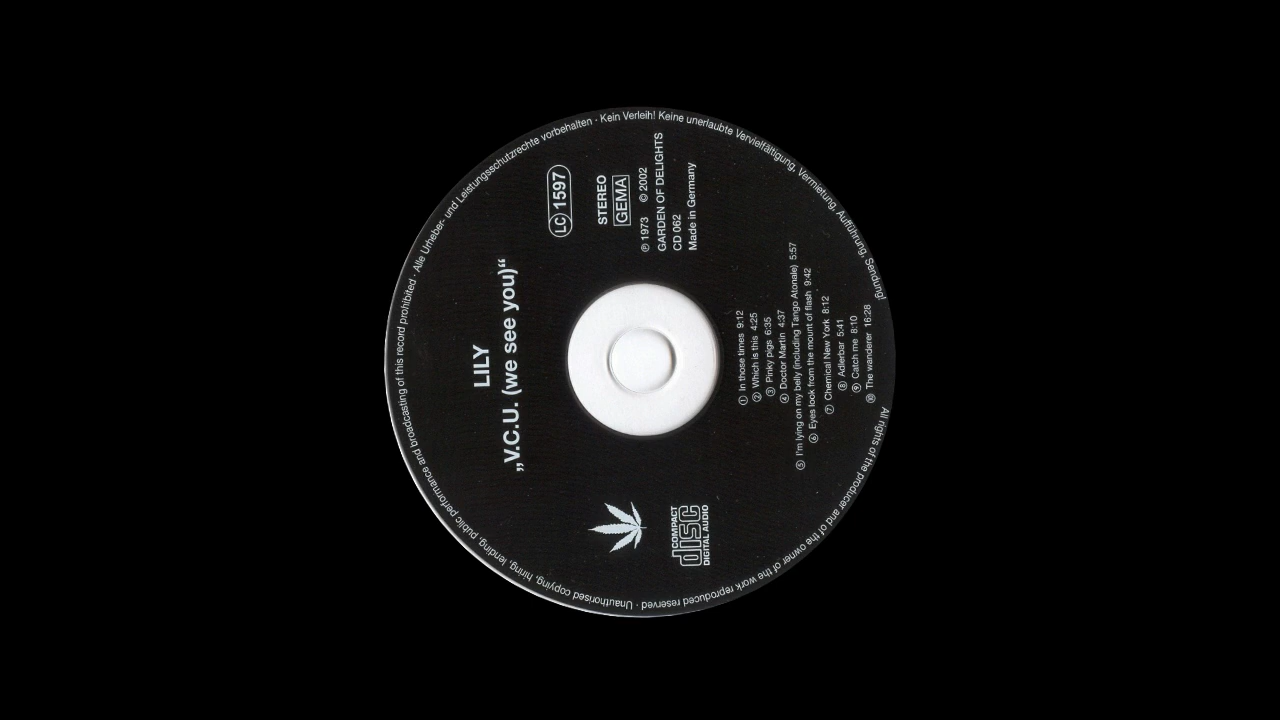 LILY
„V.C.U. (we see you)“
LC 1597
STEREO
GEMA
℗ 1973 © 2002
GARDEN OF DELIGHTS
CD 062
Made in Germany
COMPACT
disc
DIGITAL AUDIO
① In those times 9:12
② Which is this 4:25
③ Pinky pigs 6:35
④ Doctor Martin 4:37
⑤ I'm lying on my belly (including Tango Atonale) 5:57
⑥ Eyes look from the mount of flash 9:42
⑦ Chemical New York 8:12
⑧ Adlerbar 5:41
⑨ Catch me 8:10
⑩ The wanderer 16:28
All rights of the producer and of the owner of the work reproduced reserved · Unauthorised copying, hiring, lending, public performance and broadcasting of this record prohibited · Alle Urheber- und Leistungsschutzrechte vorbehalten · Kein Verleih! Keine unerlaubte Vervielfältigung, Vermietung, Aufführung, Sendung!